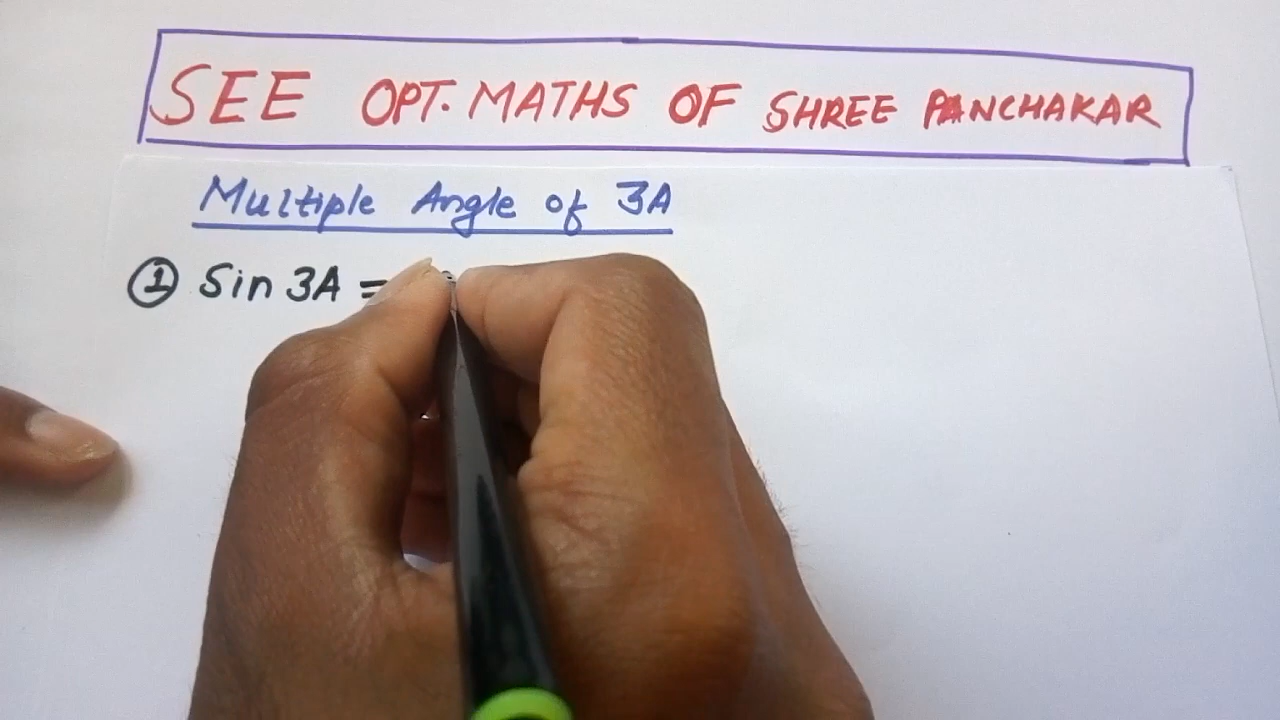 SEE OPT. MATHS OF SHREE PANCHAKAR
Multiple Angle of 3A
① Sin 3A =